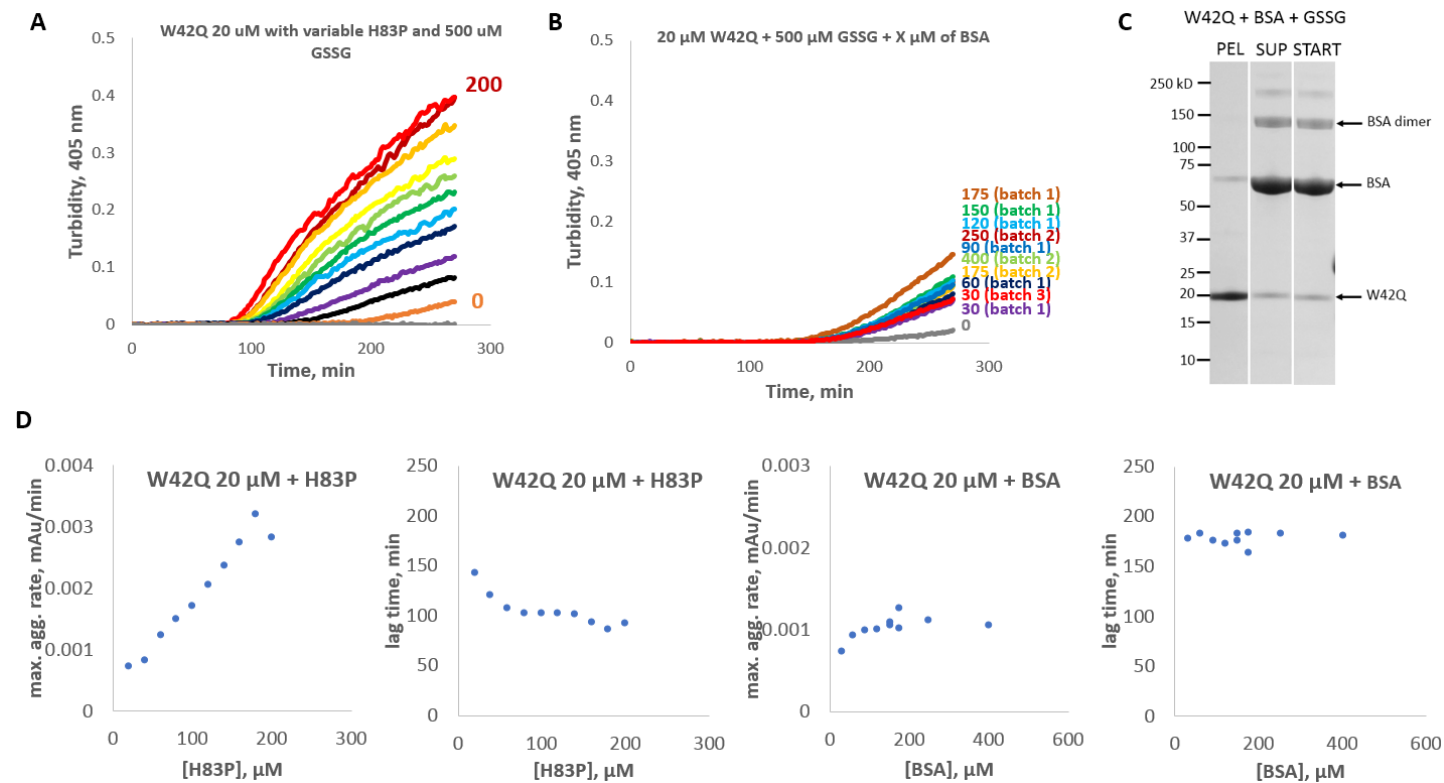 A
W42Q 20 uM with variable H83P and 500 uM
GSSG
Turbidity, 405 nm
0.5
0.4
0.3
0.2
0.1
0
200
0
0
100
200
300
Time, min
B
20 µM W42Q + 500 µM GSSG + X µM of BSA
Turbidity, 405 nm
0.5
0.4
0.3
0.2
0.1
0
175 (batch 1)
150 (batch 1)
120 (batch 1)
250 (batch 2)
90 (batch 1)
400 (batch 2)
175 (batch 2)
60 (batch 1)
30 (batch 3)
30 (batch 1)
0
0
100
200
300
Time, min
C
W42Q + BSA + GSSG
PEL SUP START
250 kD
150
100
75
50
37
25
20
15
10
BSA dimer
BSA
W42Q
D
W42Q 20 µM + H83P
max. agg. rate, mAu/min
0.004
0.003
0.002
0.001
0
0
100
200
300
[H83P], µM
W42Q 20 µM + H83P
lag time, min
250
200
150
100
50
0
0
100
200
300
[H83P], µM
W42Q 20 µM + BSA
max. agg. rate, mAu/min
0.003
0.002
0.001
0
0
200
400
600
[BSA], µM
W42Q 20 µM + BSA
lag time, min
250
200
150
100
50
0
0
200
400
600
[BSA], µM